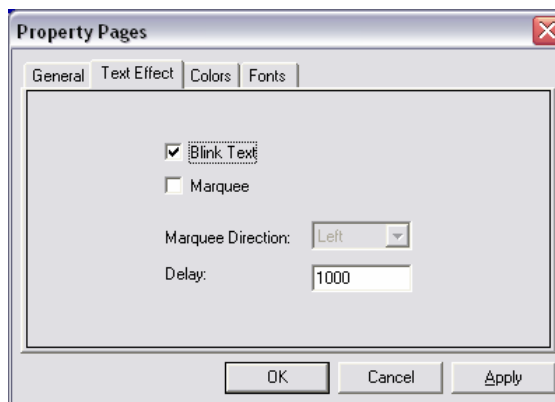 Property Pages
General Text Effect Colors Fonts
Blink Text
Marquee
Marquee Direction: Left
Delay: 1000
OK Cancel Apply